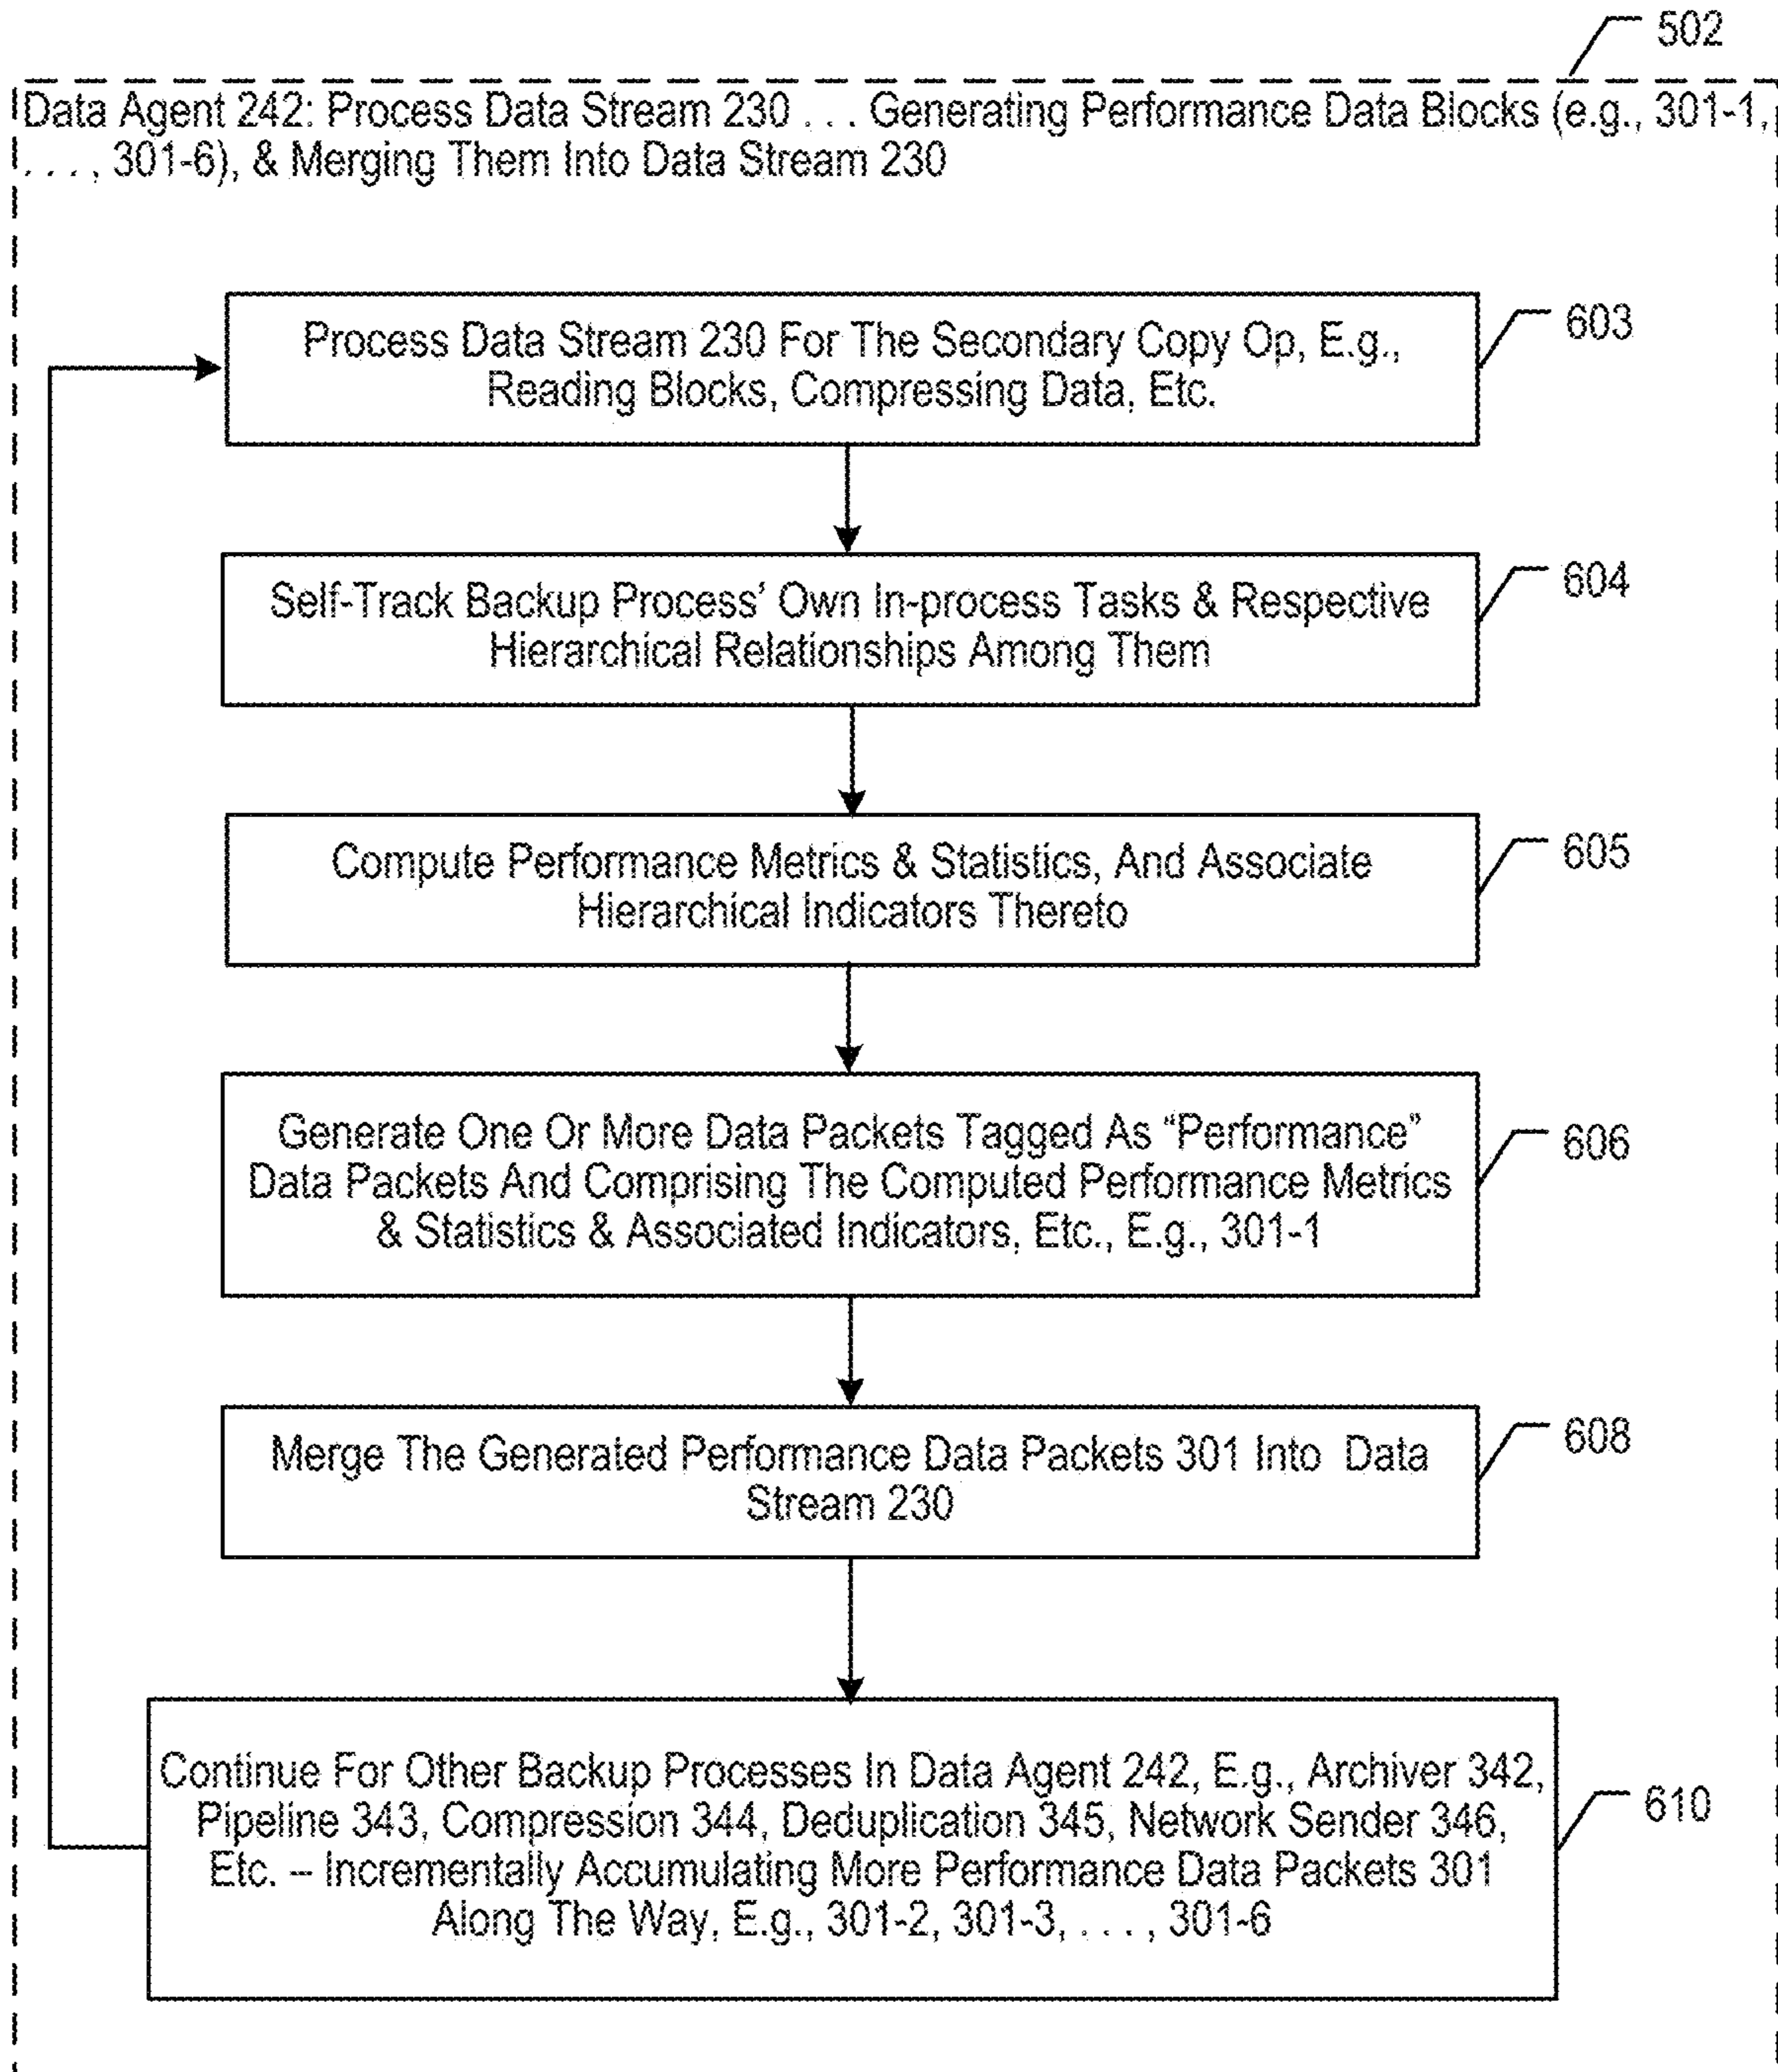 502
Data Agent 242: Process Data Stream 230 . . . Generating Performance Data Blocks (e.g., 301-1,
. . . , 301-6), & Merging Them Into Data Stream 230
Process Data Stream 230 For The Secondary Copy Op, E.g.,
Reading Blocks, Compressing Data, Etc.
603
Self-Track Backup Process' Own In-process Tasks & Respective
Hierarchical Relationships Among Them
604
Compute Performance Metrics & Statistics, And Associate
Hierarchical Indicators Thereto
605
Generate One Or More Data Packets Tagged As “Performance”
Data Packets And Comprising The Computed Performance Metrics
& Statistics & Associated Indicators, Etc., E.g., 301-1
606
Merge The Generated Performance Data Packets 301 Into Data
Stream 230
608
Continue For Other Backup Processes In Data Agent 242, E.g., Archiver 342,
Pipeline 343, Compression 344, Deduplication 345, Network Sender 346,
Etc. – Incrementally Accumulating More Performance Data Packets 301
Along The Way, E.g., 301-2, 301-3, . . . , 301-6
610